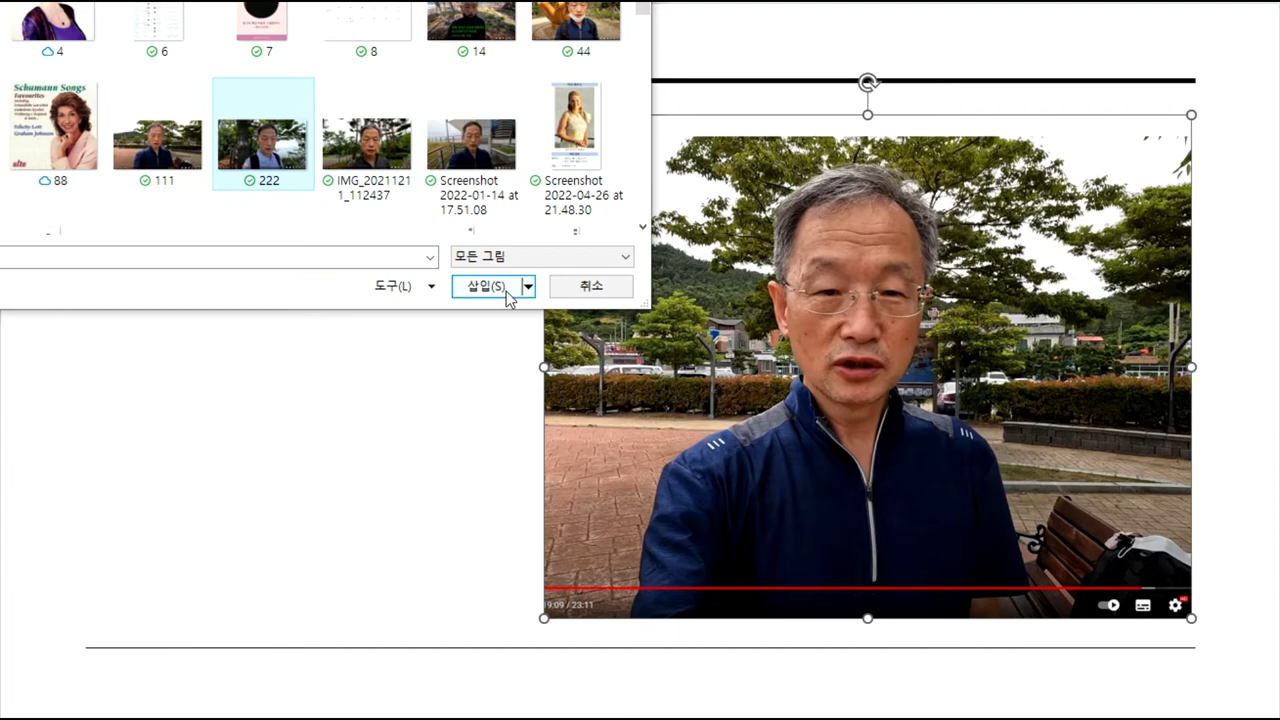 4
6
7
8
14
44
Schumann Songs
Favourites
Felicity Lott
Graham Johnson
alto
88
111
222
IMG_2021121
1_112437
Screenshot
2022-01-14 at
17.51.08
Screenshot
2022-04-26 at
21.48.30
모든 그림
도구(L)
삽입(S)
취소
19:09 / 23:11